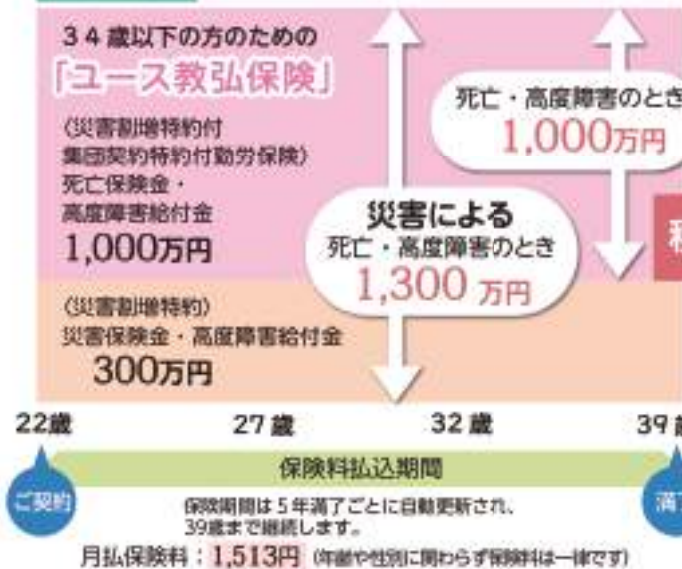 34歳以下の方のための
「ユース教弘保険」
(災害割増特約付
集団契約特約付勤労保険)
死亡保険金・
高度障害給付金
1,000万円
死亡・高度障害のとき
1,000万円
災害による
死亡・高度障害のとき
1,300万円
(災害割増特約)
災害保険金・高度障害給付金
300万円
22歳 27歳 32歳 39歳
保険料払込期間
ご契約
保険期間は5年満了ごとに自動更新され、
39歳まで継続します。
月払保険料:1,513円 (年齢や性別に関わらず保険料は一律です)